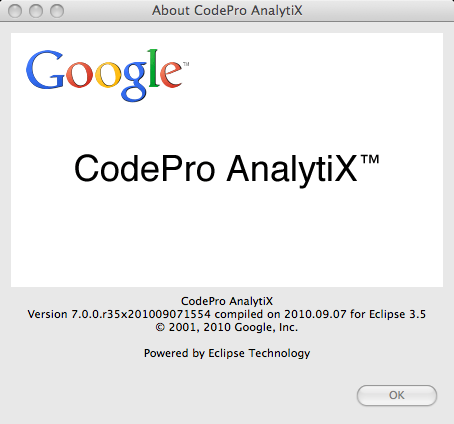 About CodePro AnalytiX
Google™
CodePro AnalytiX™
CodePro AnalytiX
Version 7.0.0.r35x201009071554 compiled on 2010.09.07 for Eclipse 3.5
© 2001, 2010 Google, Inc.
Powered by Eclipse Technology
OK